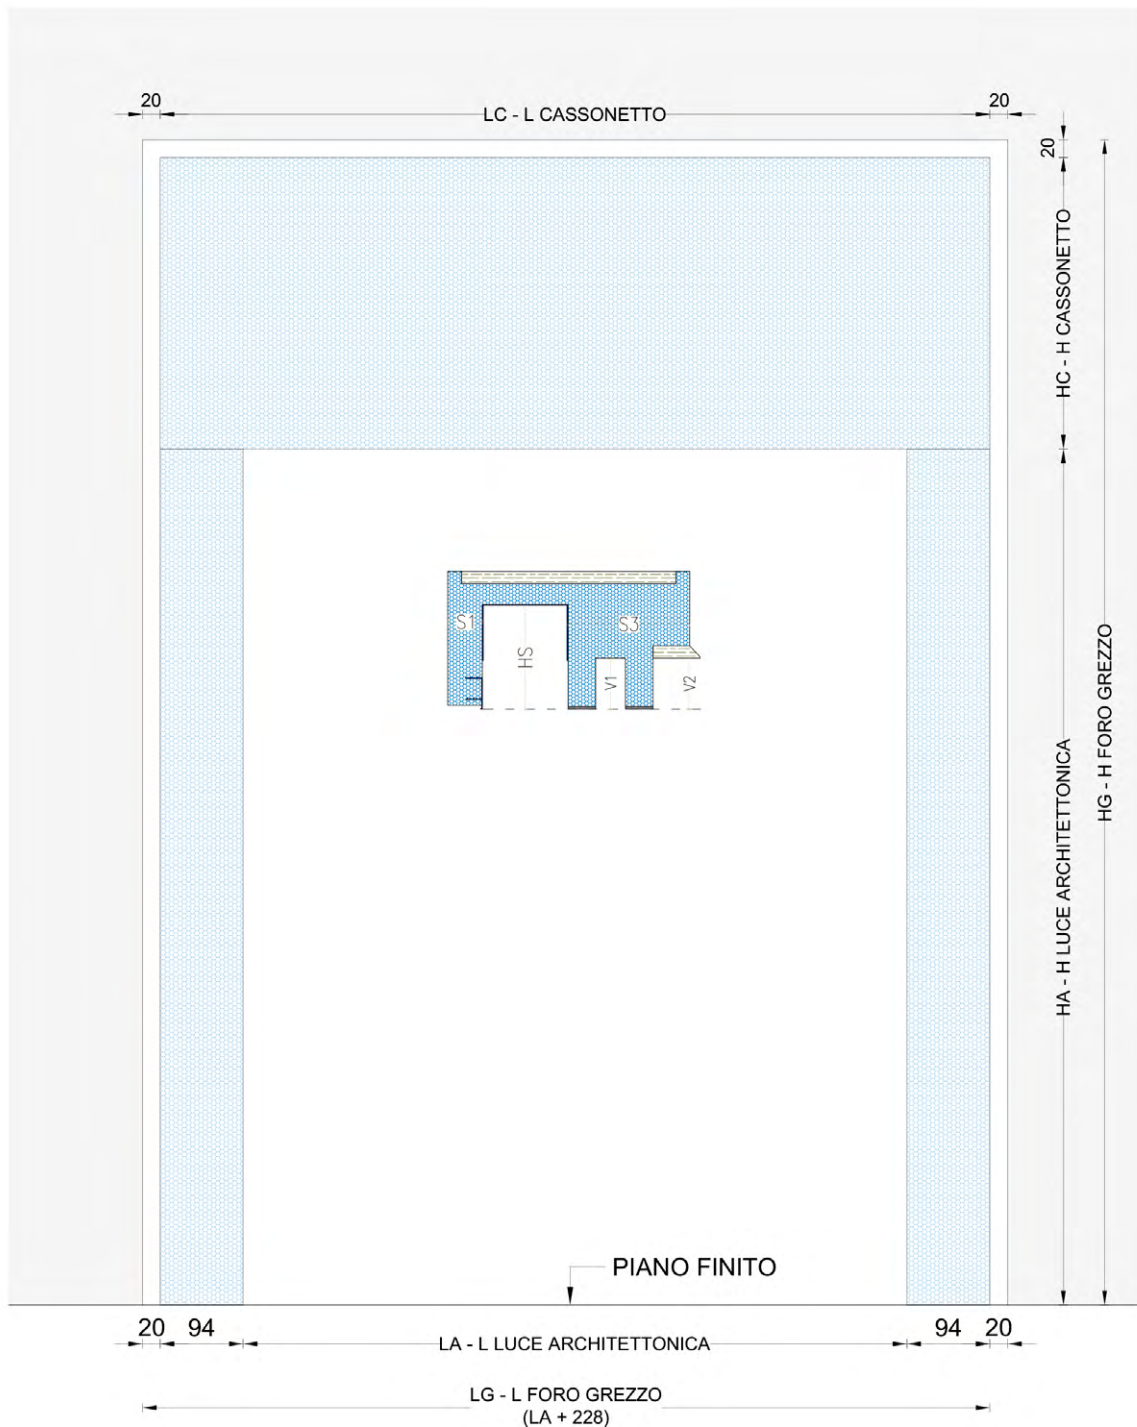 20
20
LC - L CASSONETTO
20
HC - H CASSONETTO
S1
S3
HS
V1
V2
HG - H FORO GREZZO
HA - H LUCE ARCHITETTONICA
PIANO FINITO
20
94
94
20
LA - L LUCE ARCHITETTONICA
LG - L FORO GREZZO
(LA + 228)